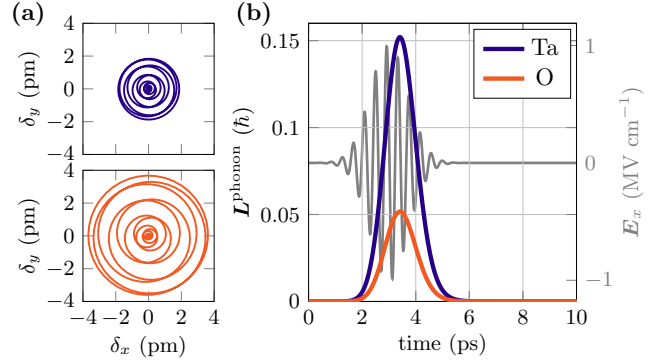 (a)
4
2
0
−2
−4
δy (pm)
4
2
0
−2
−4
δy (pm)
−4 −2 0 2 4
δx (pm)
(b)
0.15
0.1
0.05
0
L^phonon (ħ)
Ta
O
1
0
−1
E_x (MV cm⁻¹)
0 2 4 6 8 10
time (ps)